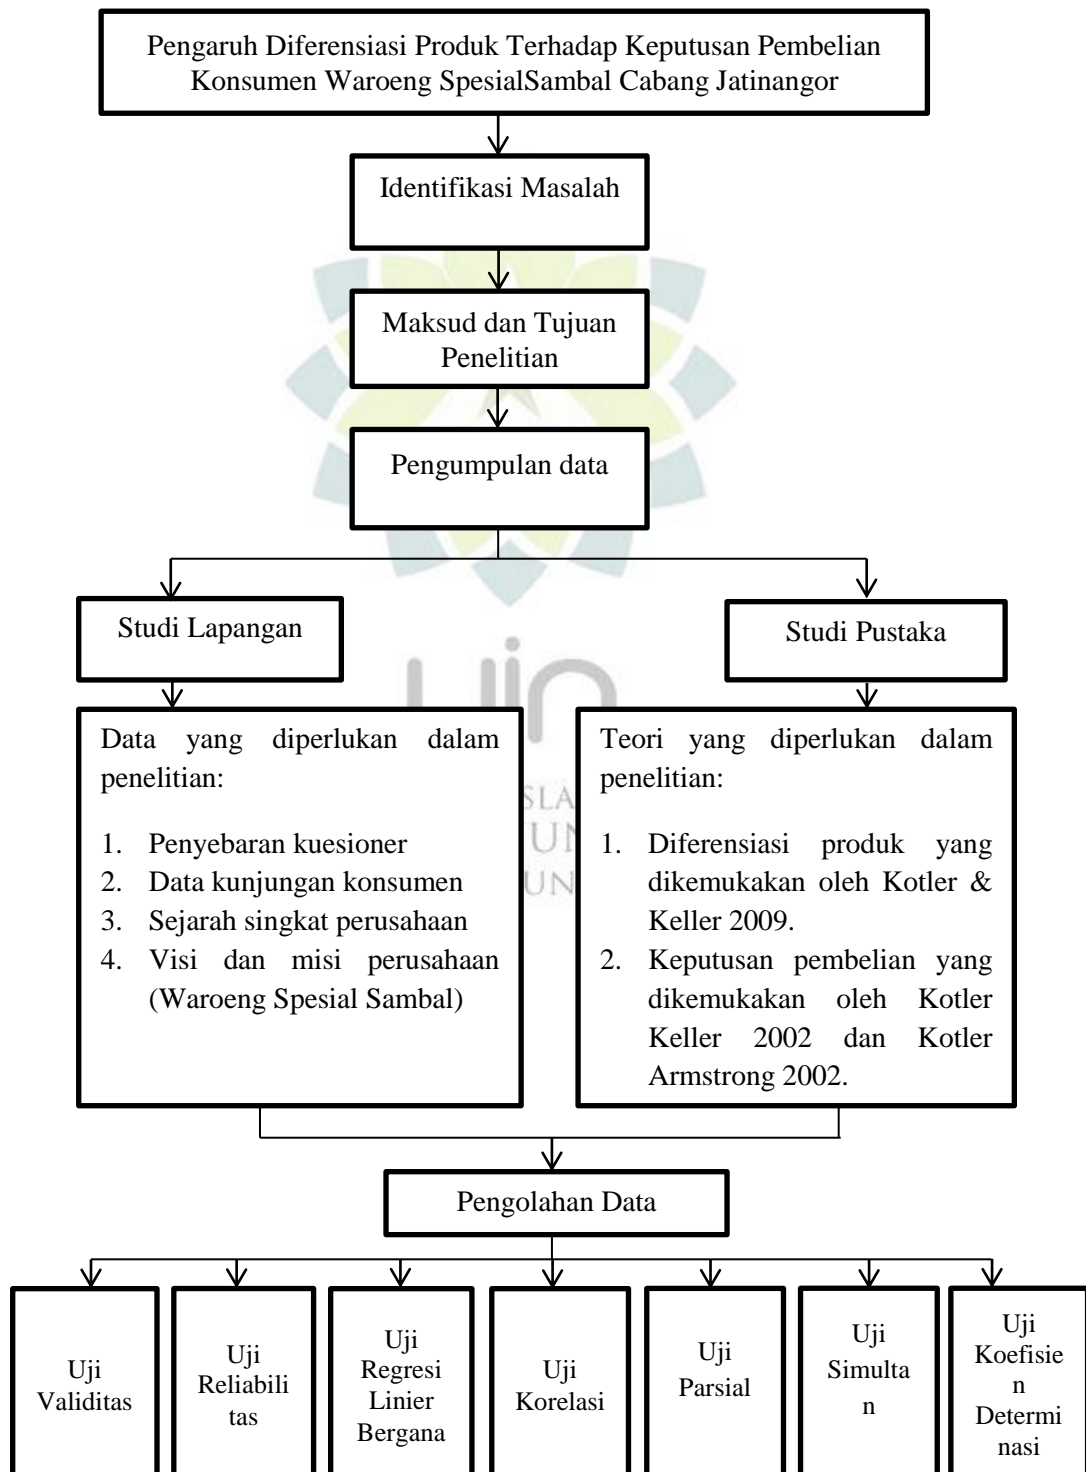 Pengaruh Diferensiasi Produk Terhadap Keputusan Pembelian
Konsumen Waroeng SpesialSambal Cabang Jatinangor
Identifikasi Masalah
Maksud dan Tujuan
Penelitian
Pengumpulan data
Studi Lapangan
Studi Pustaka
uin
SLA
UN
UN
Data yang diperlukan dalam
penelitian:
1. Penyebaran kuesioner
2. Data kunjungan konsumen
3. Sejarah singkat perusahaan
4. Visi dan misi perusahaan
(Waroeng Spesial Sambal)
Teori yang diperlukan dalam
penelitian:
1. Diferensiasi produk yang
dikemukakan oleh Kotler &
Keller 2009.
2. Keputusan pembelian yang
dikemukakan oleh Kotler
Keller 2002 dan Kotler
Armstrong 2002.
Pengolahan Data
Uji
Validitas
Uji
Reliabili
tas
Uji
Regresi
Linier
Bergana
Uji
Korelasi
Uji
Parsial
Uji
Simulta
n
Uji
Koefisie
n
Determi
nasi